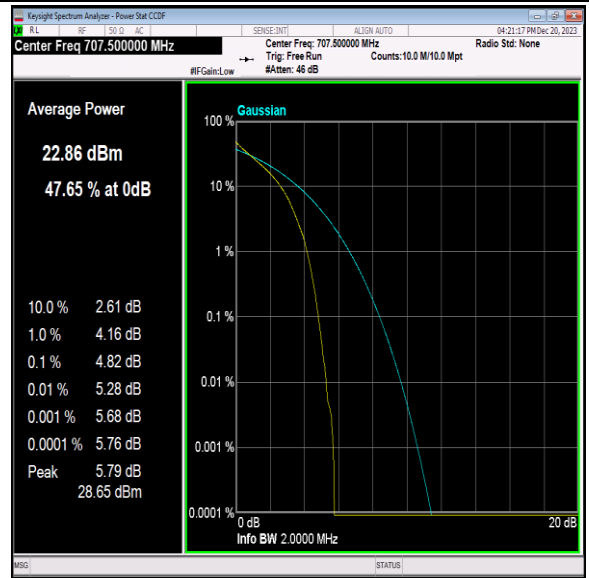 Keysight Spectrum Analyzer - Power Stat CCDF
RL RF 50 Ω AC SENSE:INT ALIGN AUTO 04:21:17 PM Dec 20, 2023
Center Freq 707.500000 MHz
Center Freq: 707.500000 MHz Radio Std: None
Trig: Free Run Counts:10.0 M/10.0 Mpt
#IFGain:Low #Atten: 46 dB
Average Power
22.86 dBm
47.65 % at 0dB
10.0 % 2.61 dB
1.0 % 4.16 dB
0.1 % 4.82 dB
0.01 % 5.28 dB
0.001 % 5.68 dB
0.0001 % 5.76 dB
Peak 5.79 dB
28.65 dBm
Gaussian
100 %
10 %
1 %
0.1 %
0.01 %
0.001 %
0.0001 %
0 dB 20 dB
Info BW 2.0000 MHz
MSG STATUS